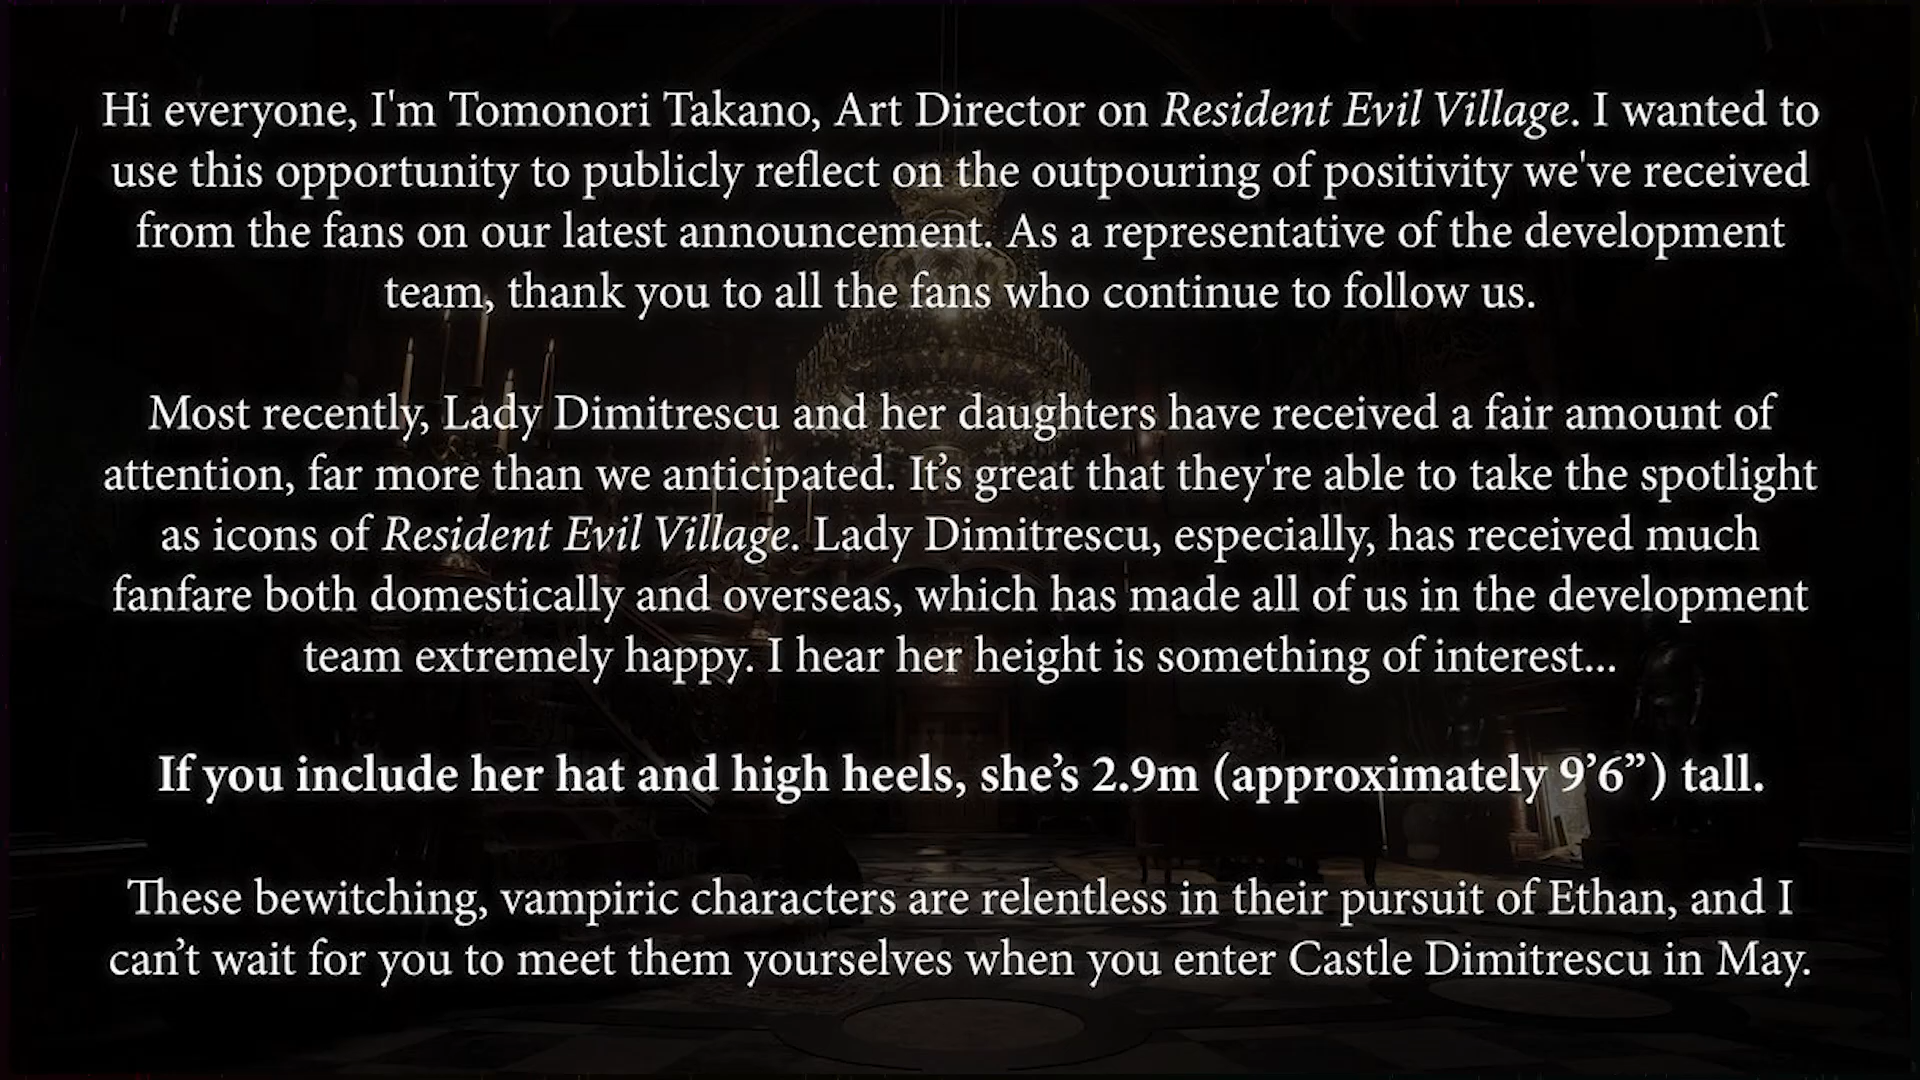 Hi everyone, I'm Tomonori Takano, Art Director on Resident Evil Village. I wanted to
use this opportunity to publicly reflect on the outpouring of positivity we've received
from the fans on our latest announcement. As a representative of the development
team, thank you to all the fans who continue to follow us.
Most recently, Lady Dimitrescu and her daughters have received a fair amount of
attention, far more than we anticipated. It’s great that they're able to take the spotlight
as icons of Resident Evil Village. Lady Dimitrescu, especially, has received much
fanfare both domestically and overseas, which has made all of us in the development
team extremely happy. I hear her height is something of interest...
If you include her hat and high heels, she’s 2.9m (approximately 9’6”) tall.
These bewitching, vampiric characters are relentless in their pursuit of Ethan, and I
can’t wait for you to meet them yourselves when you enter Castle Dimitrescu in May.